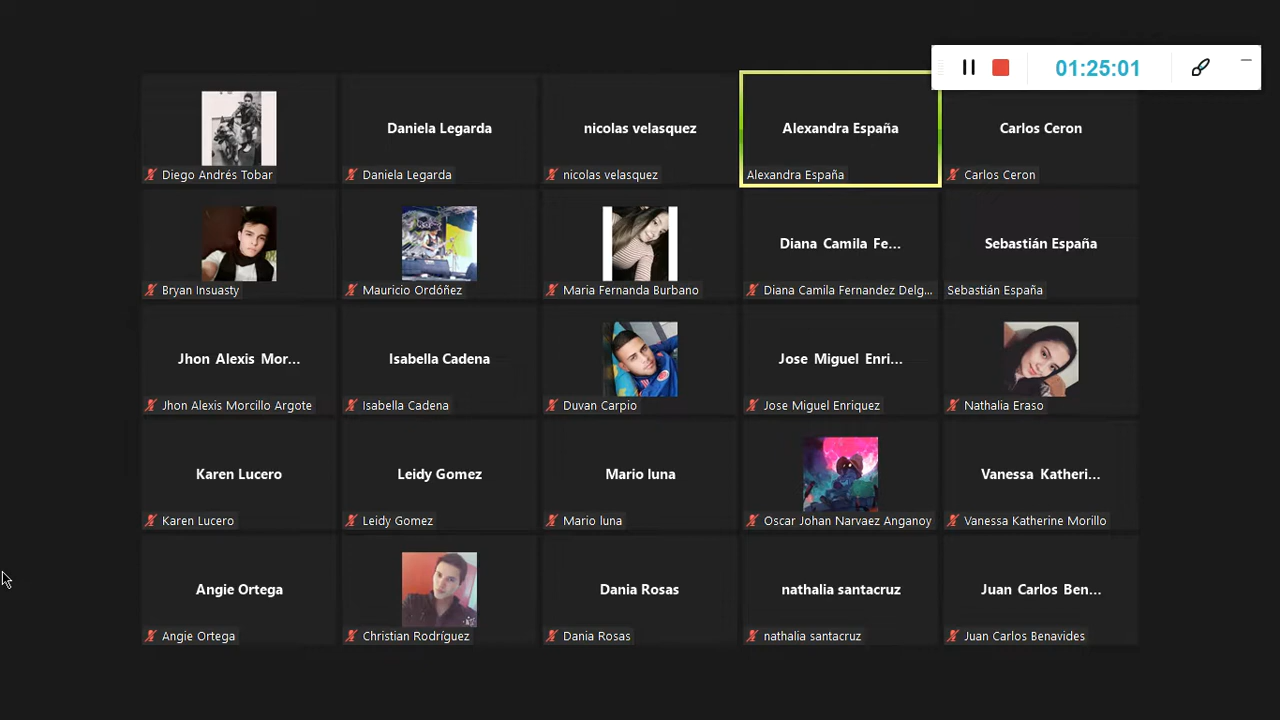 01:25:01
Diego Andrés Tobar
Daniela Legarda
Daniela Legarda
nicolas velasquez
nicolas velasquez
Alexandra España
Alexandra España
Carlos Ceron
Carlos Ceron
Bryan Insuasty
Mauricio Ordóñez
Maria Fernanda Burbano
Diana Camila Fe...
Diana Camila Fernandez Delg...
Sebastián España
Sebastián España
Jhon Alexis Mor...
Jhon Alexis Morcillo Argote
Isabella Cadena
Isabella Cadena
Duvan Carpio
Jose Miguel Enri...
Jose Miguel Enriquez
Nathalia Eraso
Karen Lucero
Karen Lucero
Leidy Gomez
Leidy Gomez
Mario luna
Mario luna
Oscar Johan Narvaez Anganoy
Vanessa Katheri...
Vanessa Katherine Morillo
Angie Ortega
Angie Ortega
Christian Rodríguez
Dania Rosas
Dania Rosas
nathalia santacruz
nathalia santacruz
Juan Carlos Ben...
Juan Carlos Benavides